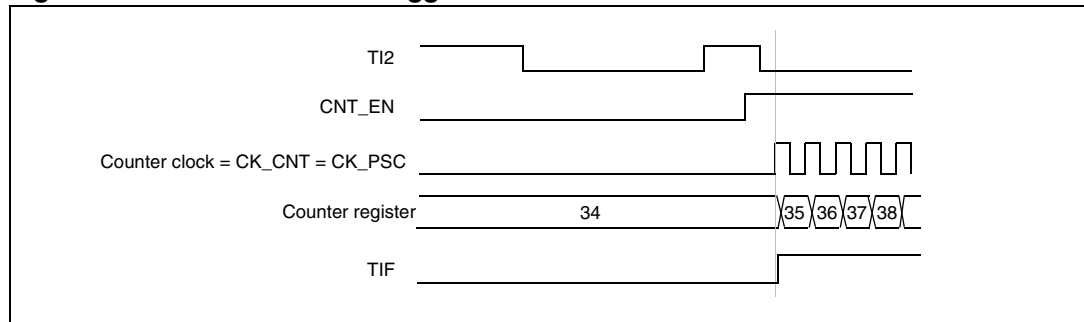 TI2
CNT_EN
Counter clock = CK_CNT = CK_PSC
Counter register 34 35 36 37 38
TIF